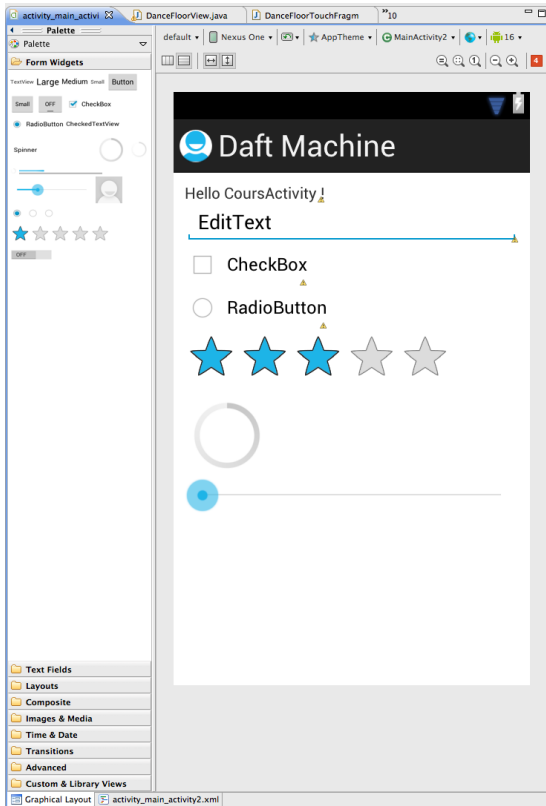 activity_main_activi
DanceFloorView.java
DanceFloorTouchFragm
»10
Palette
Palette
default
Nexus One
AppTheme
MainActivity2
16
Form Widgets
TextView Large Medium Small Button
4
Small OFF CheckBox
RadioButton CheckedTextView
Spinner
OFF
Daft Machine
Hello CoursActivity !
EditText
CheckBox
RadioButton
Text Fields
Layouts
Composite
Images & Media
Time & Date
Transitions
Advanced
Custom & Library Views
Graphical Layout
activity_main_activity2.xml